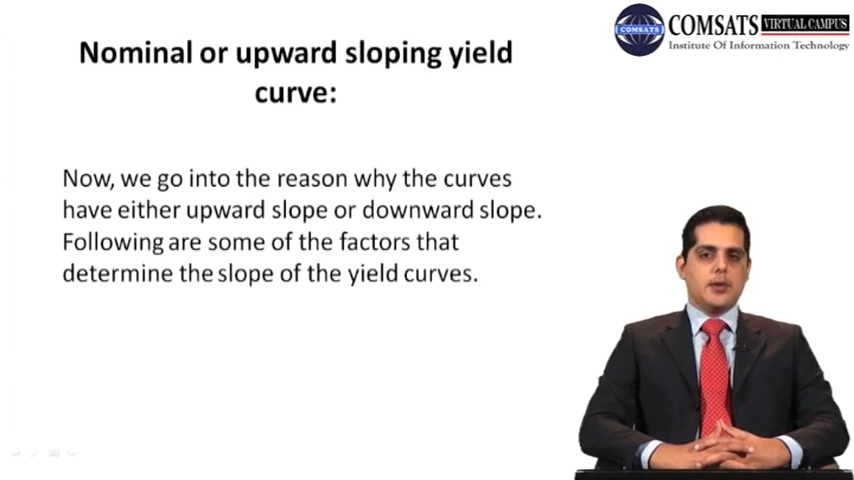 COMSATS VIRTUAL CAMPUS
Institute Of Information Technology
COMSATS
Nominal or upward sloping yield
curve:
Now, we go into the reason why the curves
have either upward slope or downward slope.
Following are some of the factors that
determine the slope of the yield curves.